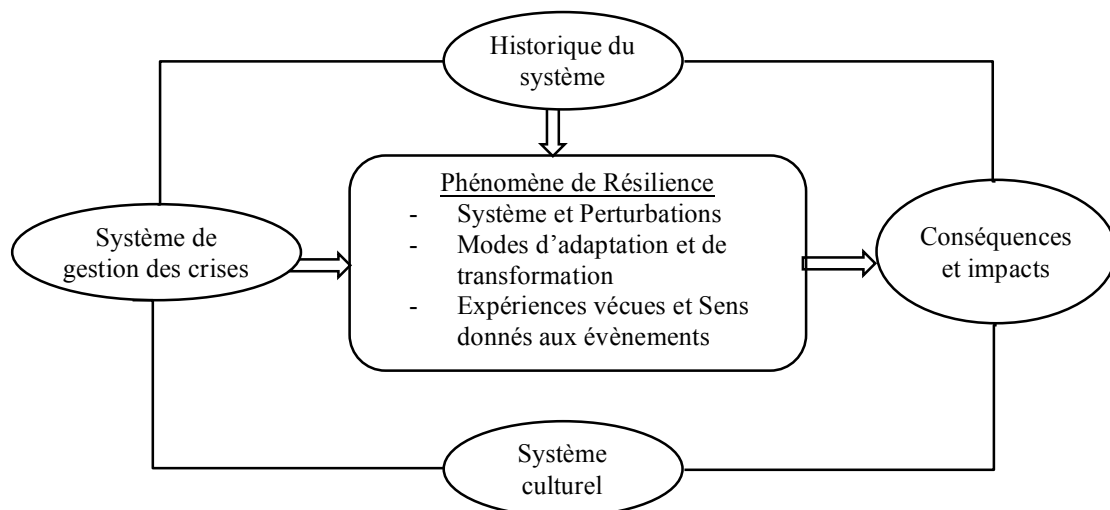 Historique du
système
Phénomène de Résilience
- Système et Perturbations
- Modes d’adaptation et de
transformation
- Expériences vécues et Sens
donnés aux évènements
Système de
gestion des crises
Conséquences
et impacts
Système
culturel